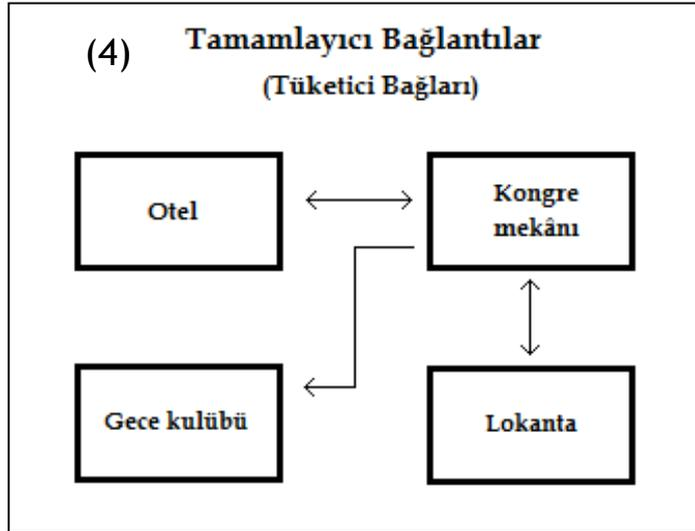 (4)
Tamamlayıcı Bağlantılar
(Tüketici Bağları)
Otel
Kongre
mekânı
Gece kulübü
Lokanta